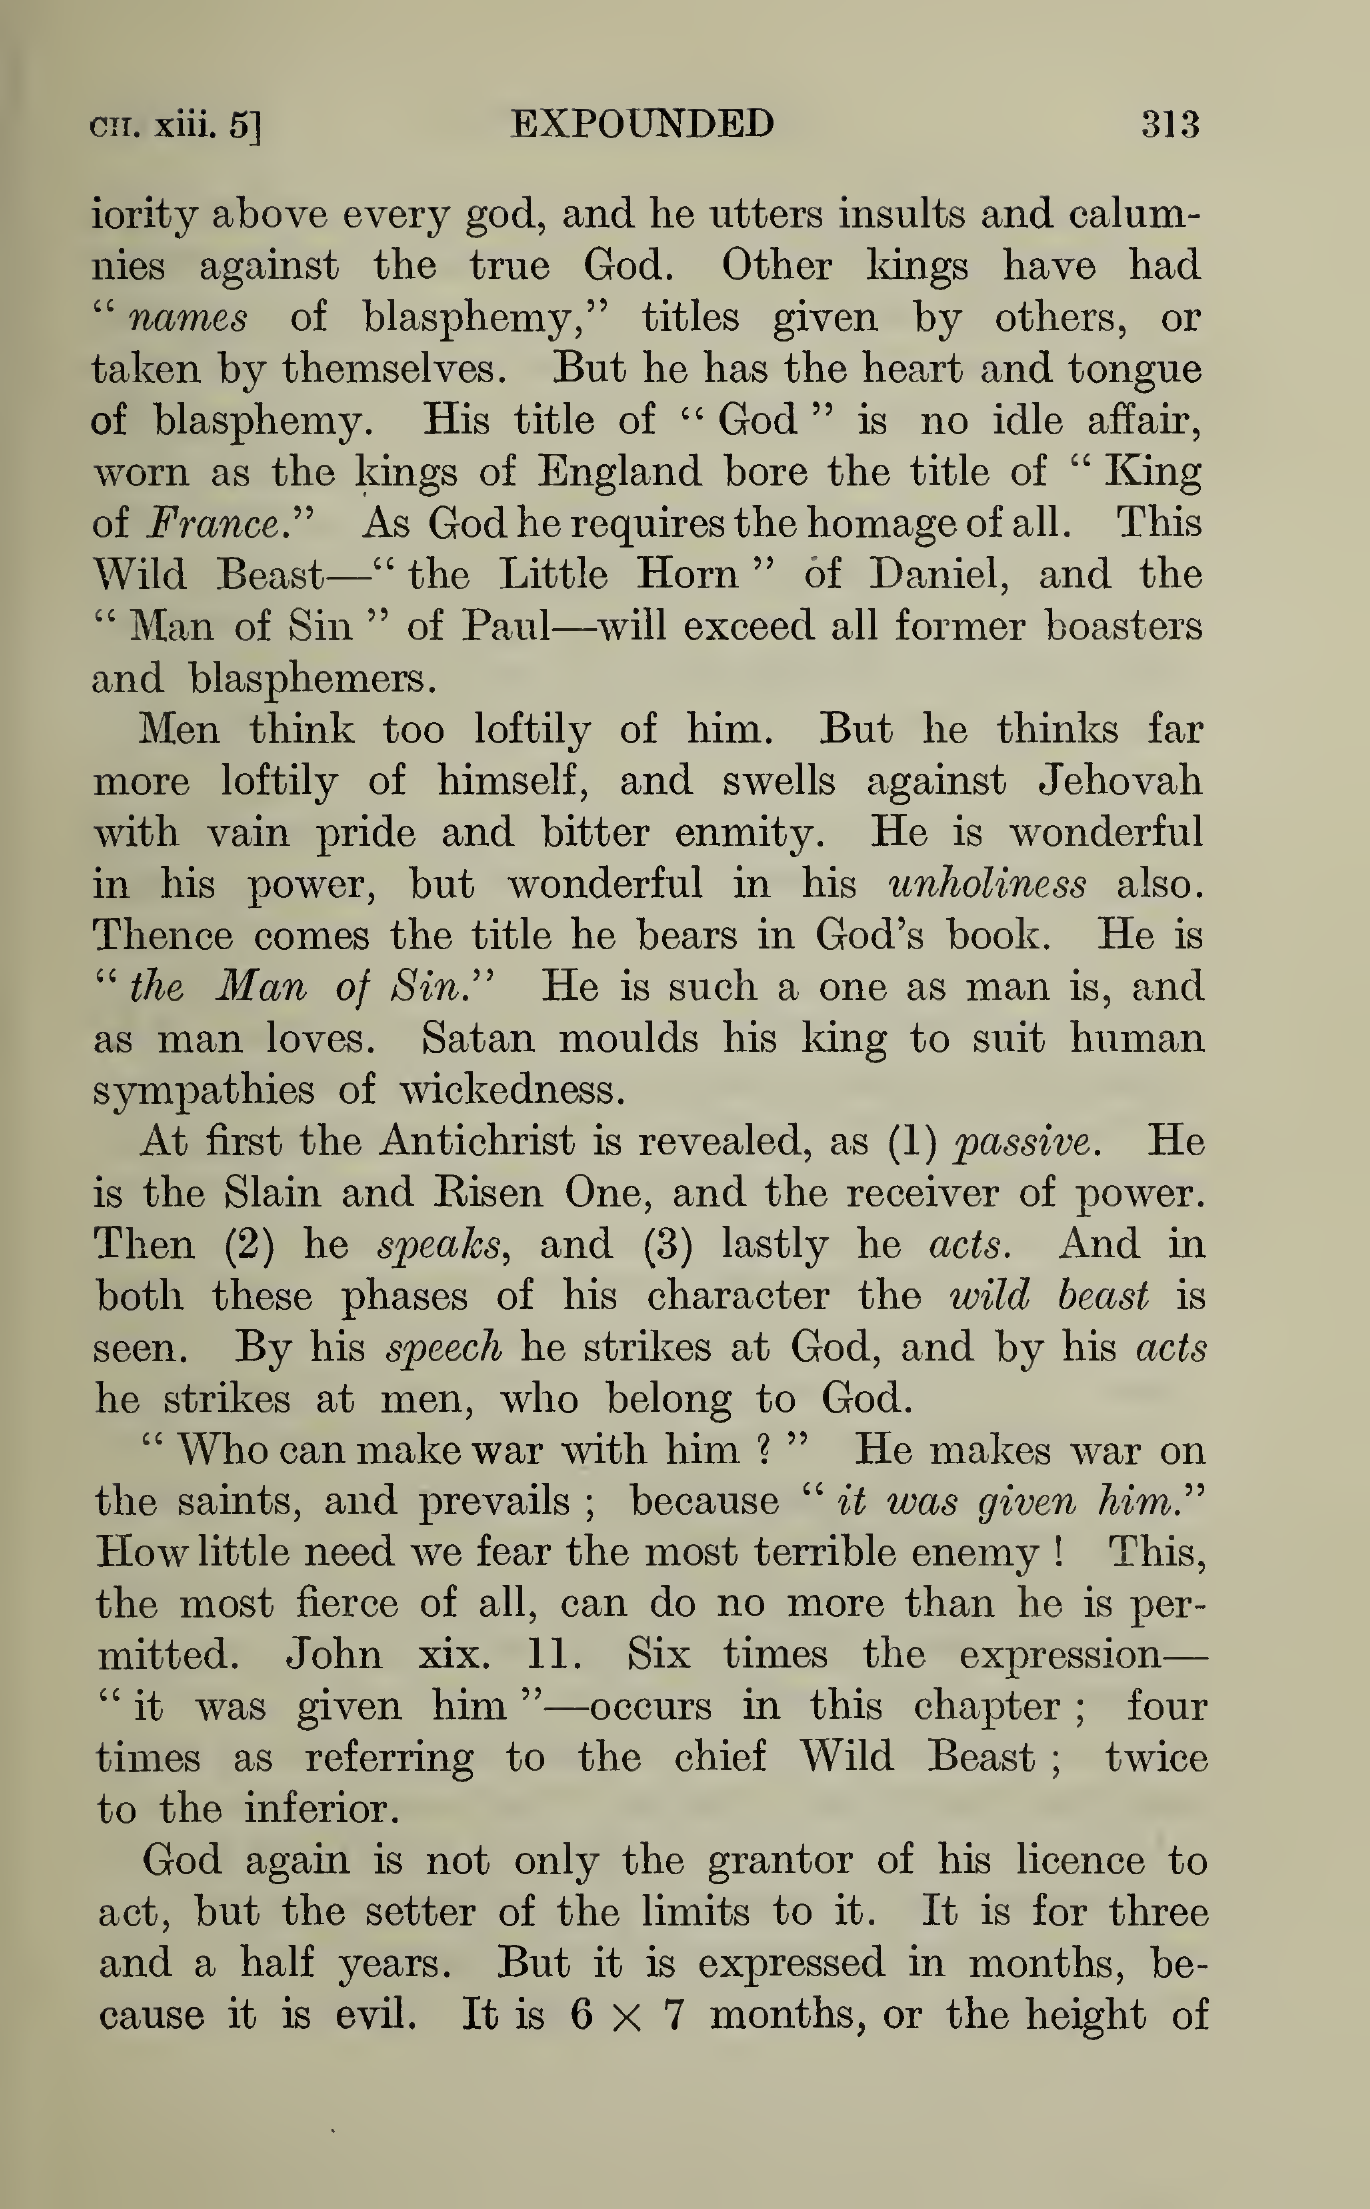 CH. xiii. 5] EXPOUNDED 313
iority above every god, and he utters insults and calum-
nies against the true God. Other kings have had
“ names of blasphemy,” titles given by others, or
taken by themselves. But he has the heart and tongue
of blasphemy. His title of “ God ” is no idle affair,
worn as the kings of England bore the title of “ King
of France.” As God he requires the homage of all. This
Wild Beast—“ the Little Horn ” of Daniel, and the
“ Man of Sin ” of Paul—will exceed all former boasters
and blasphemers.
Men think too loftily of him. But he thinks far
more loftily of himself, and swells against Jehovah
with vain pride and bitter enmity. He is wonderful
in his power, but wonderful in his unholiness also.
Thence comes the title he bears in God’s book. He is
“ the Man of Sin.” He is such a one as man is, and
as man loves. Satan moulds his king to suit human
sympathies of wickedness.
At first the Antichrist is revealed, as (1) passive. He
is the Slain and Risen One, and the receiver of power.
Then (2) he speaks, and (3) lastly he acts. And in
both these phases of his character the wild beast is
seen. By his speech he strikes at God, and by his acts
he strikes at men, who belong to God.
“ Who can make war with him ? ” He makes war on
the saints, and prevails ; because “ it was given him.”
How little need we fear the most terrible enemy ! This,
the most fierce of all, can do no more than he is per-
mitted. John xix. 11. Six times the expression—
“ it was given him ”—occurs in this chapter ; four
times as referring to the chief Wild Beast ; twice
to the inferior.
God again is not only the grantor of his licence to
act, but the setter of the limits to it. It is for three
and a half years. But it is expressed in months, be-
cause it is evil. It is 6 × 7 months, or the height of